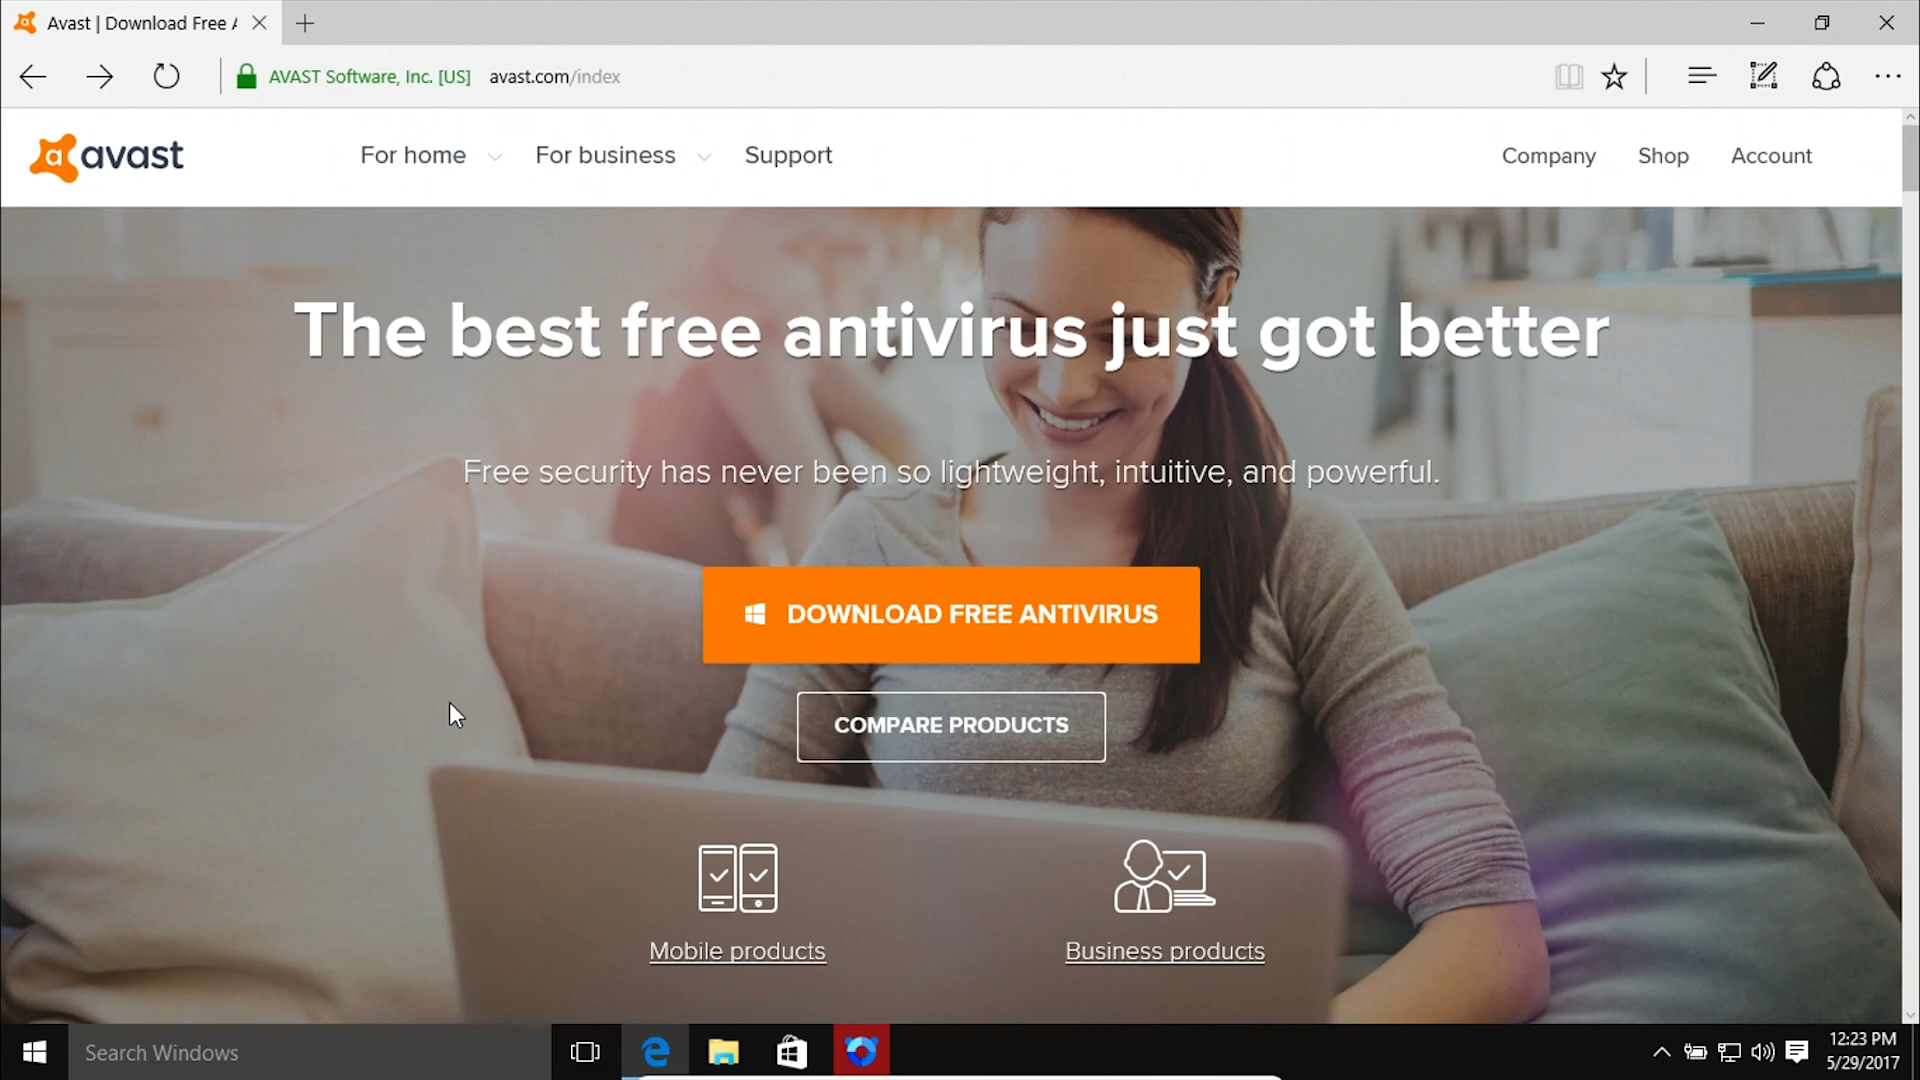 Avast | Download Free A
AVAST Software, Inc. [US] avast.com/index
avast
For home
For business
Support
Company
Shop
Account
The best free antivirus just got better
Free security has never been so lightweight, intuitive, and powerful.
DOWNLOAD FREE ANTIVIRUS
COMPARE PRODUCTS
Mobile products
Business products
Search Windows
12:23 PM
5/29/2017